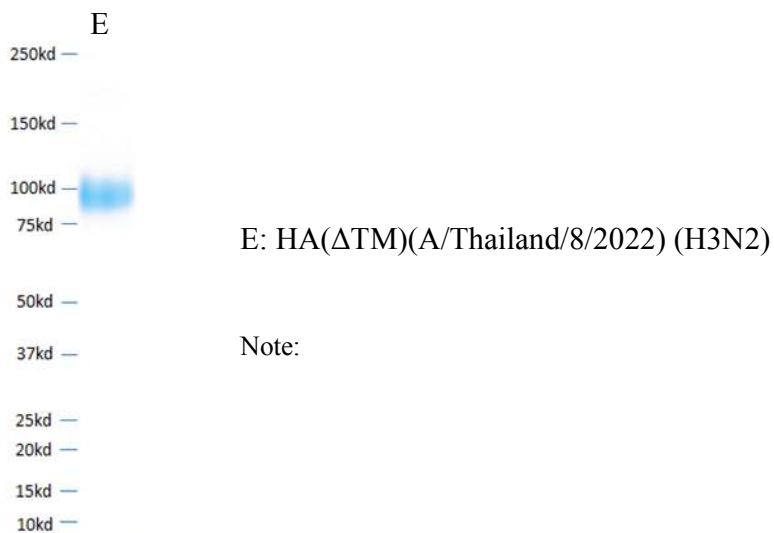 E
250kd
150kd
100kd
75kd
E: HA(ΔTM)(A/Thailand/8/2022) (H3N2)
50kd
37kd
Note:
25kd
20kd
15kd
10kd